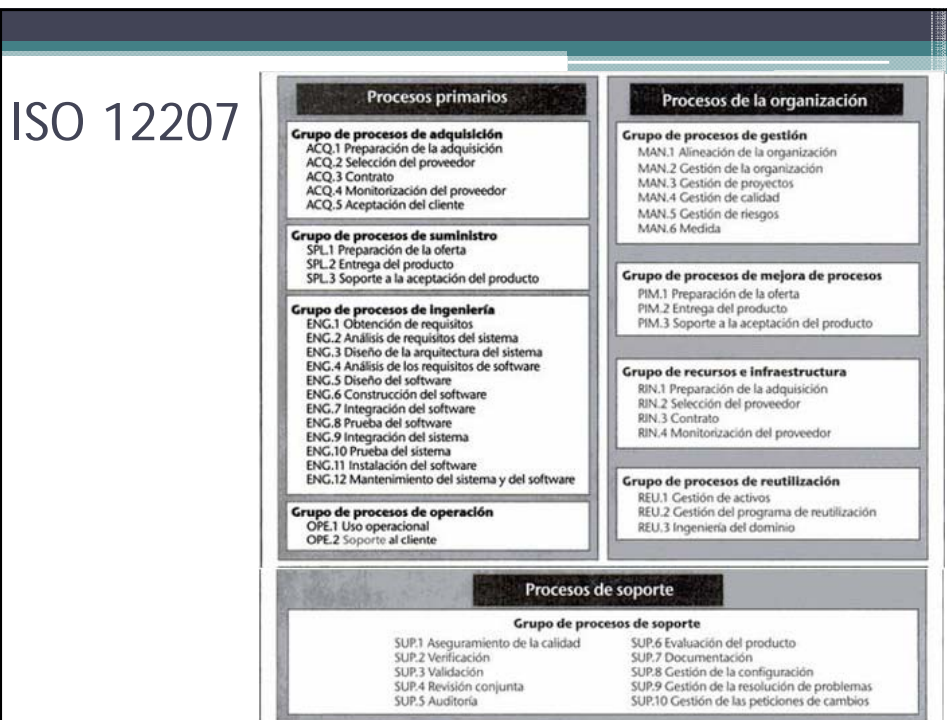 ISO 12207
Procesos primarios
Grupo de procesos de adquisición
ACQ.1 Preparación de la adquisición
ACQ.2 Selección del proveedor
ACQ.3 Contrato
ACQ.4 Monitorización del proveedor
ACQ.5 Aceptación del cliente
Grupo de procesos de suministro
SPL.1 Preparación de la oferta
SPL.2 Entrega del producto
SPL.3 Soporte a la aceptación del producto
Grupo de procesos de ingeniería
ENG.1 Obtención de requisitos
ENG.2 Análisis de requisitos del sistema
ENG.3 Diseño de la arquitectura del sistema
ENG.4 Análisis de los requisitos de software
ENG.5 Diseño del software
ENG.6 Construcción del software
ENG.7 Integración del software
ENG.8 Prueba del software
ENG.9 Integración del sistema
ENG.10 Prueba del sistema
ENG.11 Instalación del software
ENG.12 Mantenimiento del sistema y del software
Grupo de procesos de operación
OPE.1 Uso operacional
OPE.2 Soporte al cliente
Procesos de la organización
Grupo de procesos de gestión
MAN.1 Alineación de la organización
MAN.2 Gestión de la organización
MAN.3 Gestión de proyectos
MAN.4 Gestión de calidad
MAN.5 Gestión de riesgos
MAN.6 Medida
Grupo de procesos de mejora de procesos
PIM.1 Preparación de la oferta
PIM.2 Entrega del producto
PIM.3 Soporte a la aceptación del producto
Grupo de recursos e infraestructura
RIN.1 Preparación de la adquisición
RIN.2 Selección del proveedor
RIN.3 Contrato
RIN.4 Monitorización del proveedor
Grupo de procesos de reutilización
REU.1 Gestión de activos
REU.2 Gestión del programa de reutilización
REU.3 Ingeniería del dominio
Procesos de soporte
Grupo de procesos de soporte
SUP.1 Aseguramiento de la calidad
SUP.2 Verificación
SUP.3 Validación
SUP.4 Revisión conjunta
SUP.5 Auditoría
SUP.6 Evaluación del producto
SUP.7 Documentación
SUP.8 Gestión de la configuración
SUP.9 Gestión de la resolución de problemas
SUP.10 Gestión de las peticiones de cambios